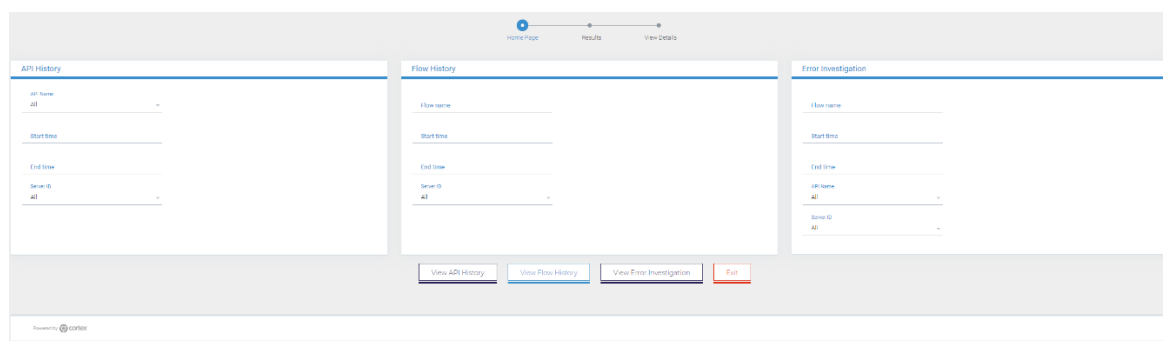 Home Page
Results
View Details
API History
API Name
All
Start time
End time
Server ID
All
Flow History
Flow name
Start time
End time
Server ID
All
Error Investigation
Flow name
Start time
End time
API Name
All
Server ID
All
View API History
View Flow History
View Error Investigation
Exit
Powered by cortex